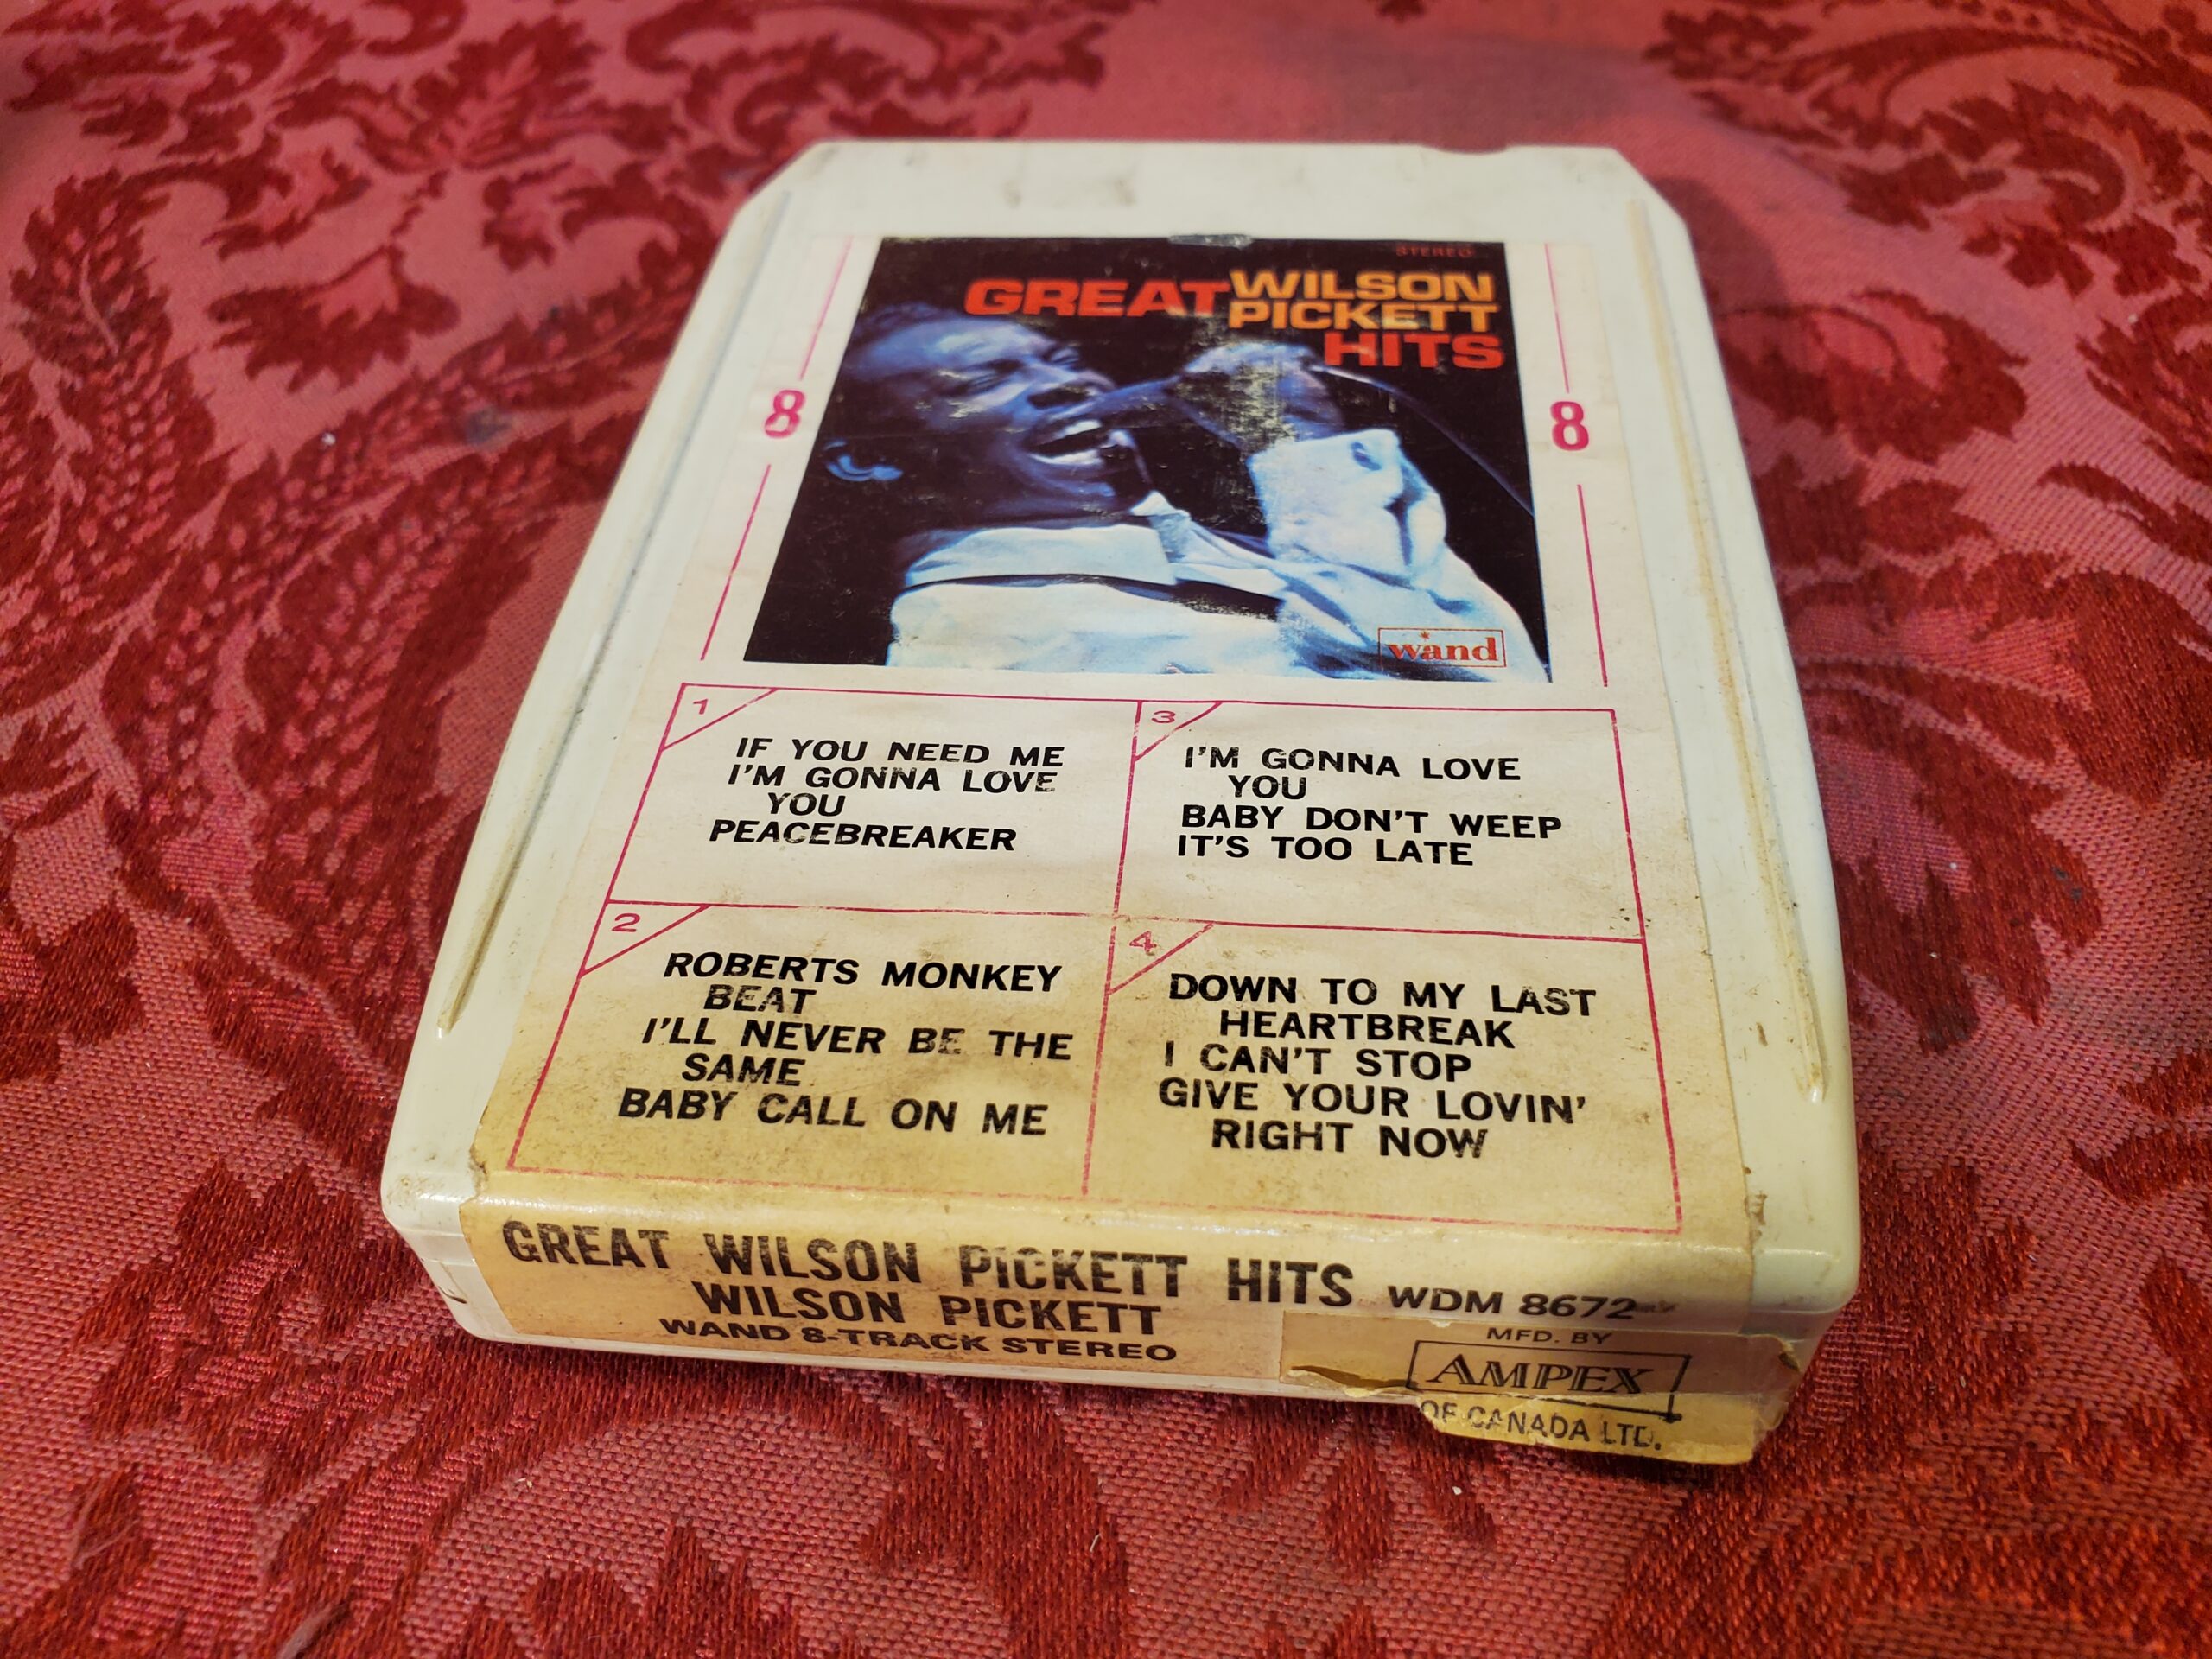 STEREO
GREAT WILSON
PICKETT
HITS
8
8
wand
1
IF YOU NEED ME
I'M GONNA LOVE
YOU
PEACEBREAKER
3
I'M GONNA LOVE
YOU
BABY DON'T WEEP
IT'S TOO LATE
2
ROBERTS MONKEY
BEAT
I'LL NEVER BE THE
SAME
BABY CALL ON ME
4
DOWN TO MY LAST
HEARTBREAK
I CAN'T STOP
GIVE YOUR LOVIN'
RIGHT NOW
GREAT WILSON PICKETT HITS WDM 8672
WILSON PICKETT
WAND 8-TRACK STEREO
MFD. BY
AMPEX
OF CANADA LTD.